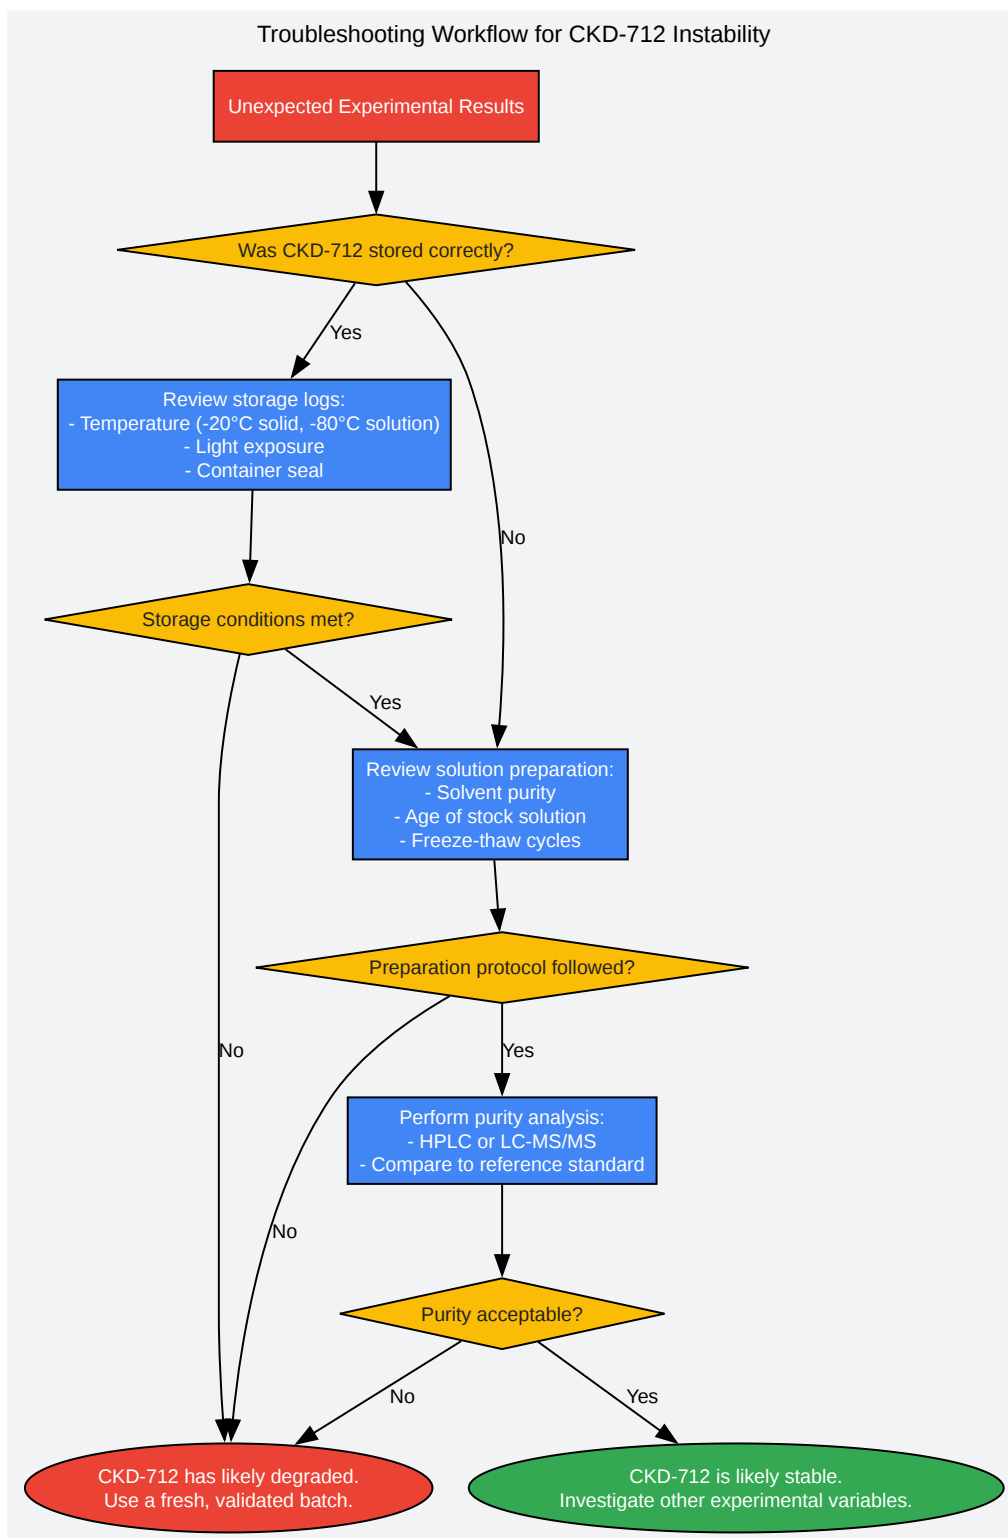 Troubleshooting Workflow for CKD-712 Instability
Unexpected Experimental Results
Was CKD-712 stored correctly?
Yes
Review storage logs:
- Temperature (-20°C solid, -80°C solution)
- Light exposure
- Container seal
No
Storage conditions met?
Yes
Review solution preparation:
- Solvent purity
- Age of stock solution
- Freeze-thaw cycles
Preparation protocol followed?
No
Yes
Perform purity analysis:
- HPLC or LC-MS/MS
- Compare to reference standard
No
Purity acceptable?
No
Yes
CKD-712 has likely degraded.
Use a fresh, validated batch.
CKD-712 is likely stable.
Investigate other experimental variables.